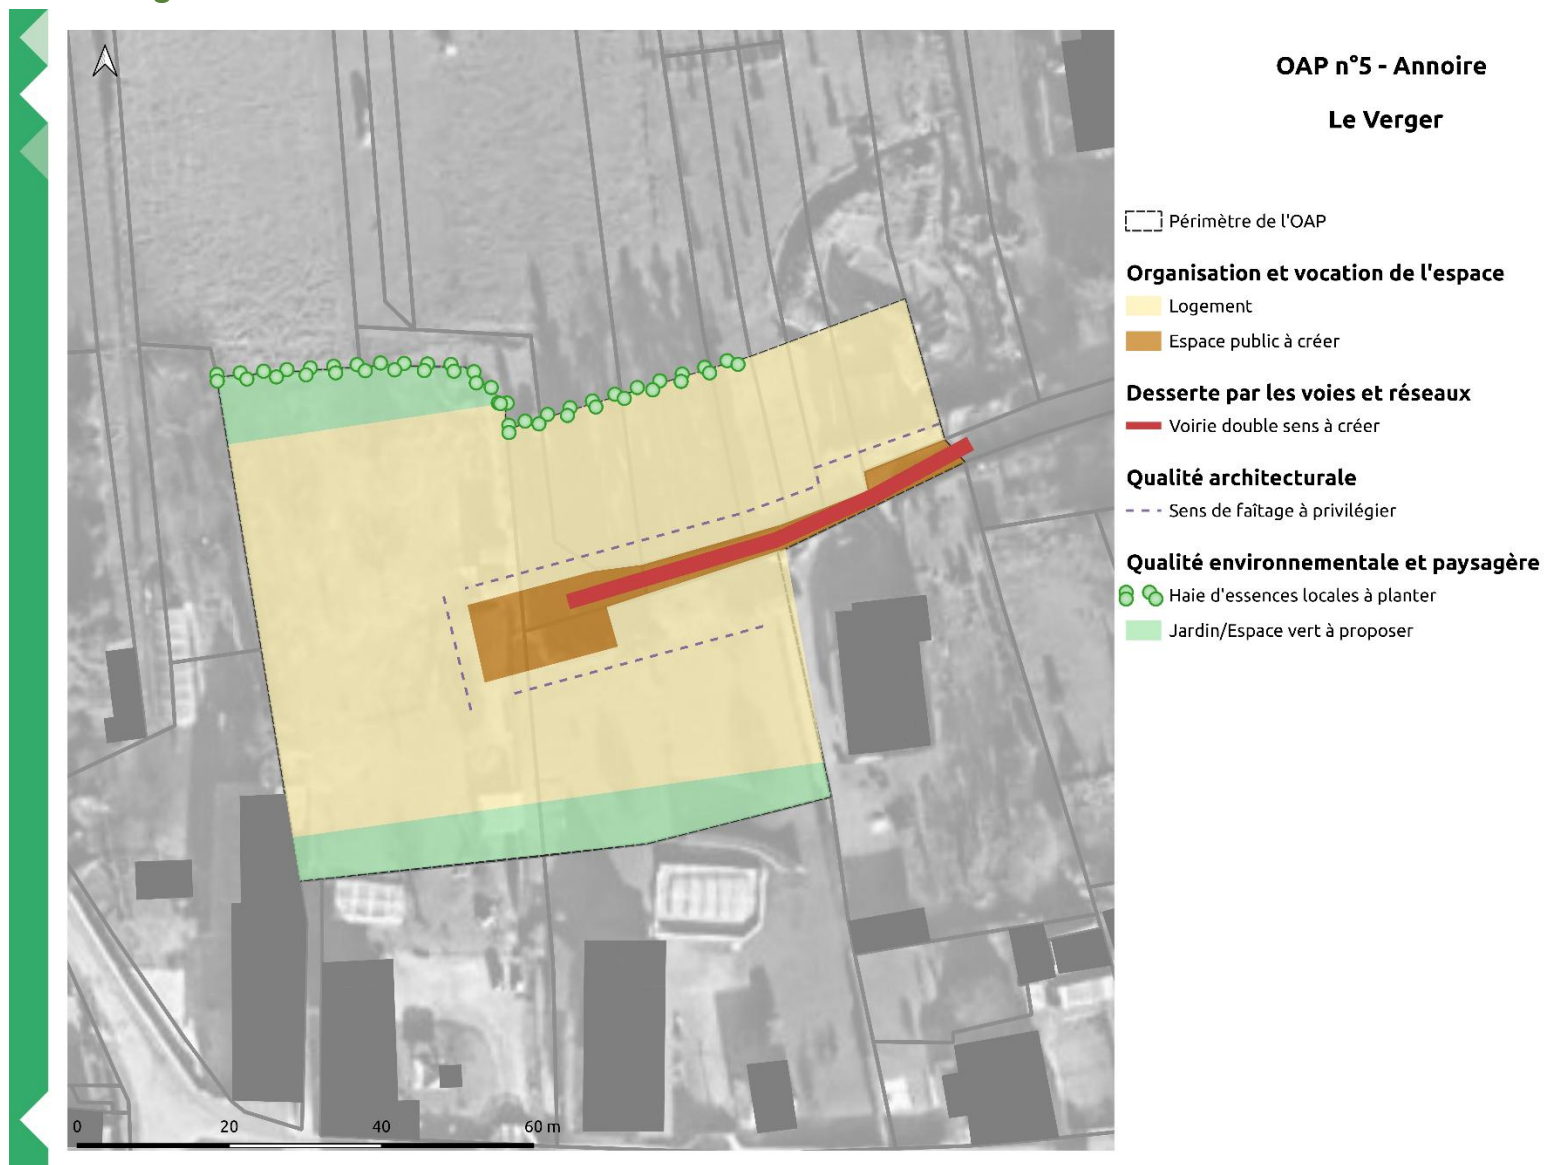 OAP n°5 - Annoire
Le Verger
Périmètre de l'OAP
Organisation et vocation de l'espace
Logement
Espace public à créer
Desserte par les voies et réseaux
Voirie double sens à créer
Qualité architecturale
Sens de faîtage à privilégier
Qualité environnementale et paysagère
Haie d'essences locales à planter
Jardin/Espace vert à proposer
0 20 40 60 m